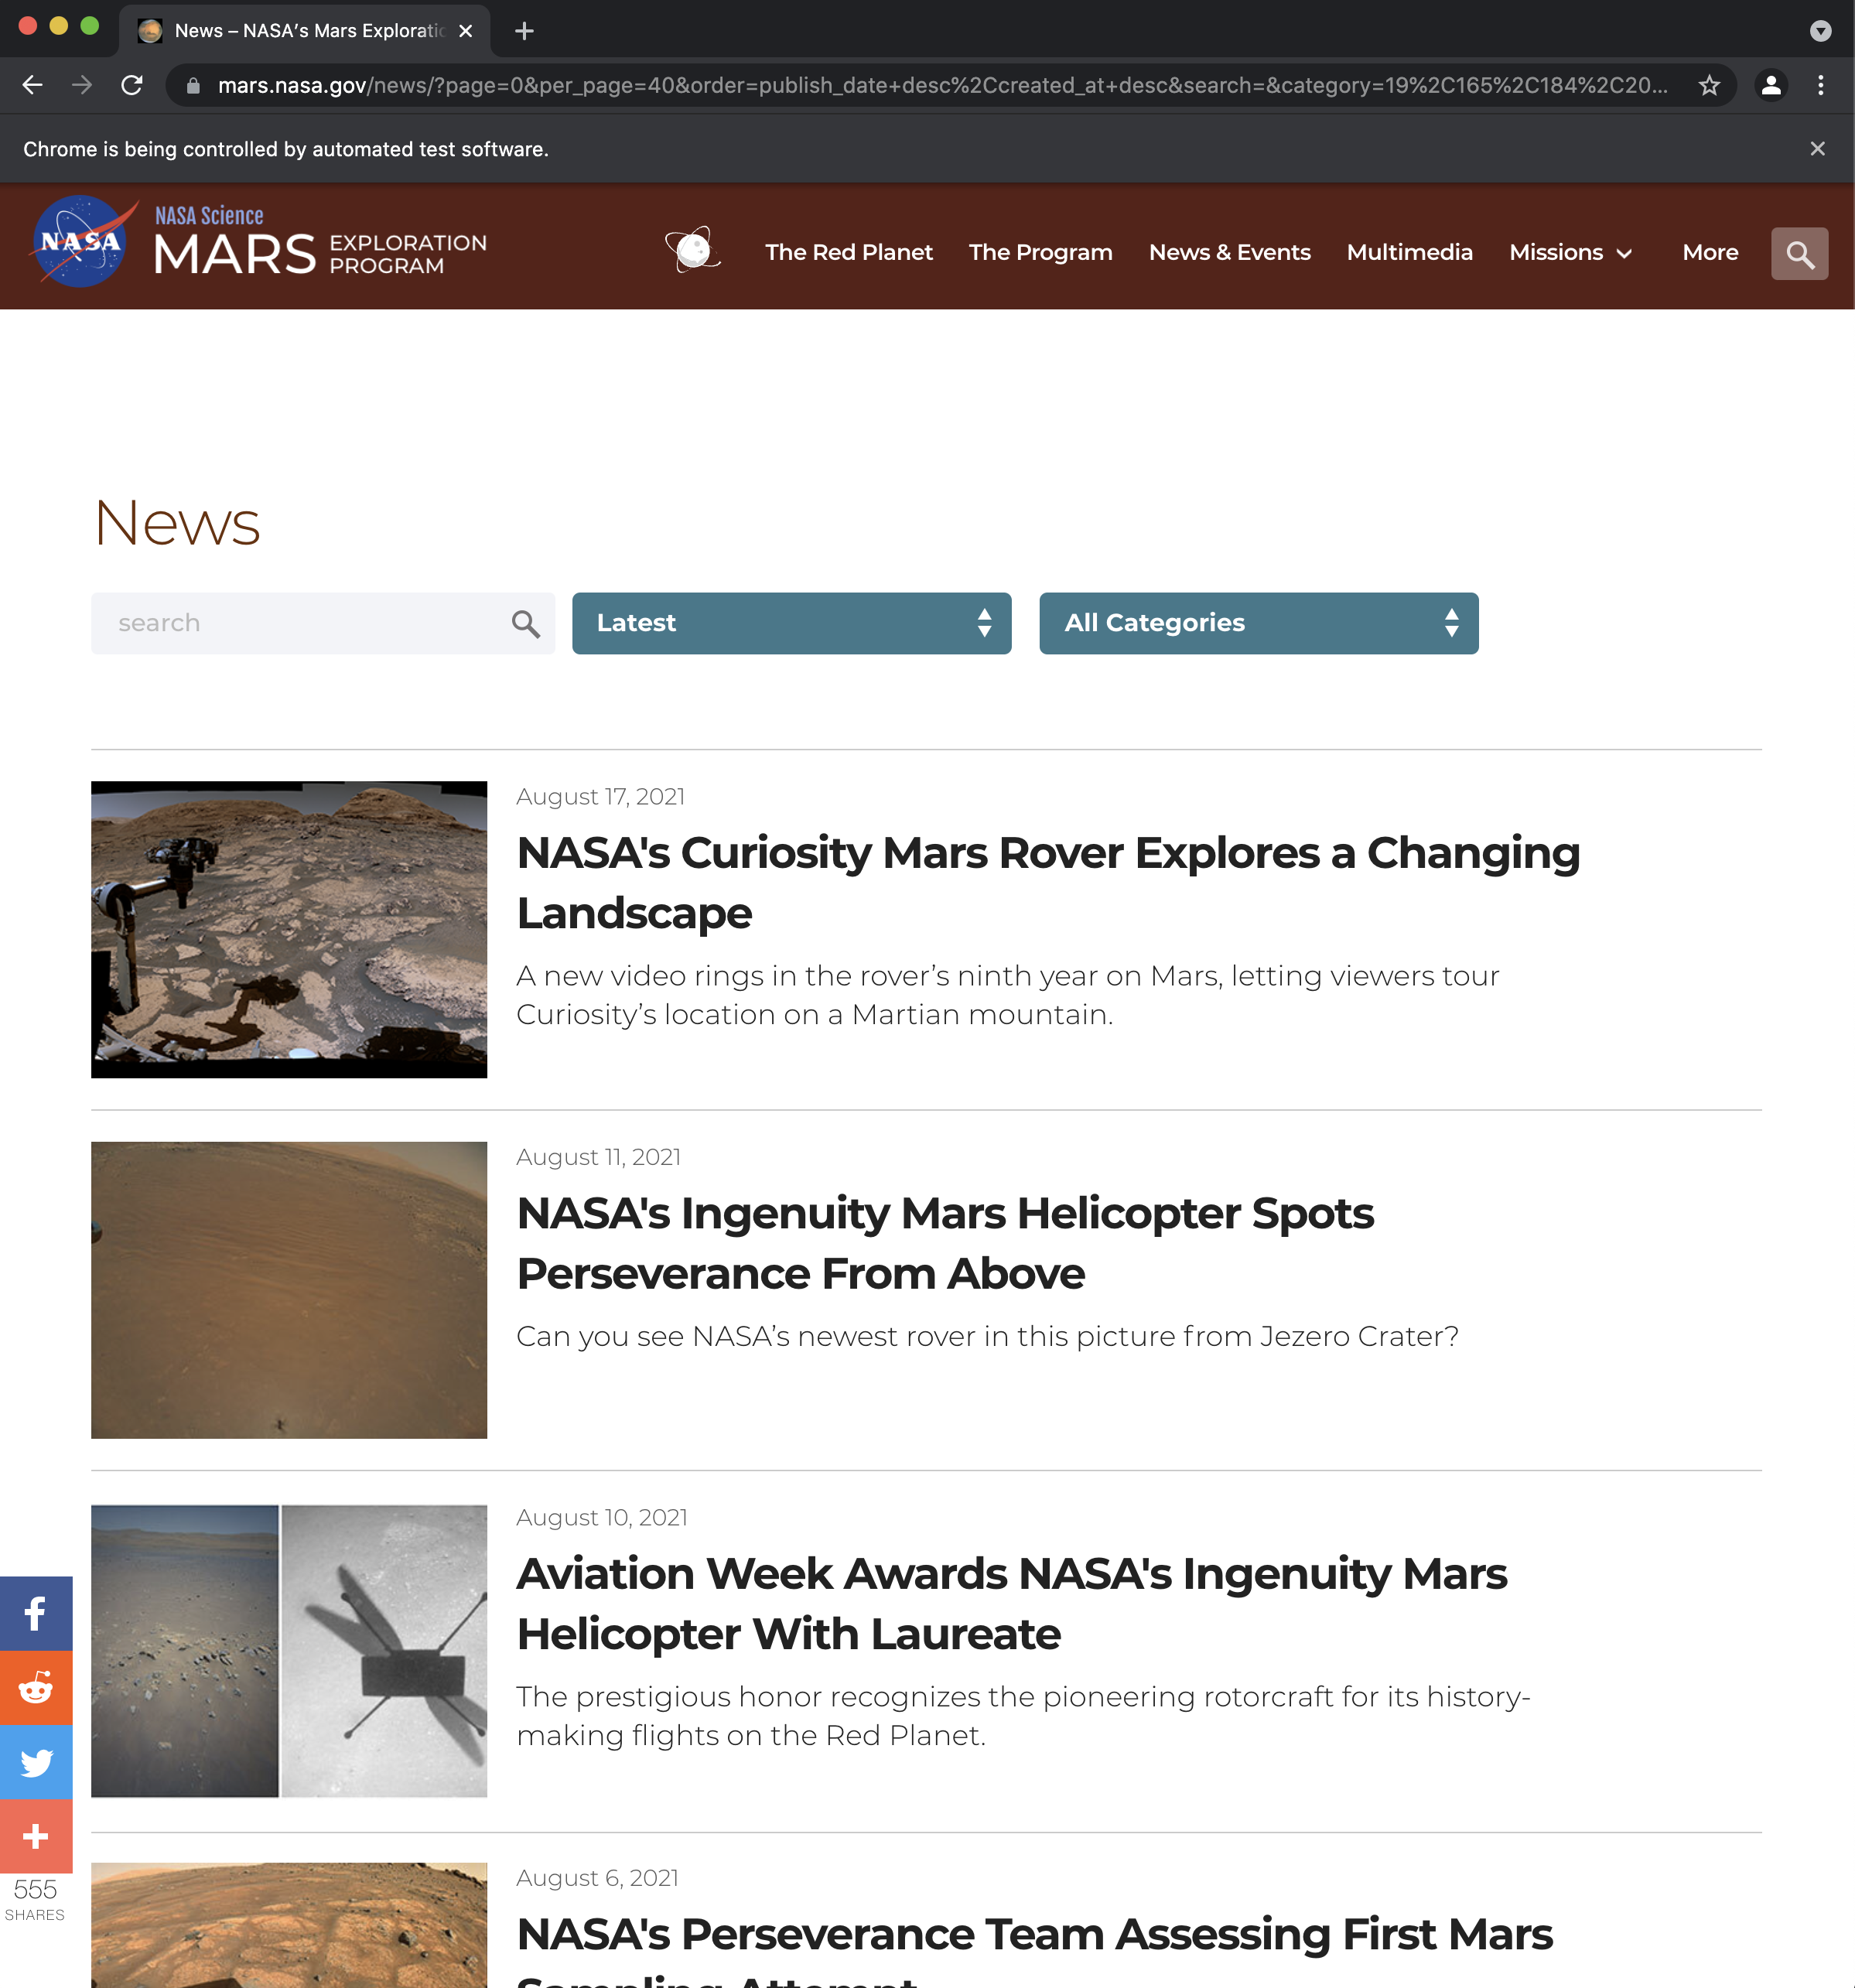 News – NASA's Mars Exploratio
mars.nasa.gov/news/?page=0&per_page=40&order=publish_date+desc%2Ccreated_at+desc&search=&category=19%2C165%2C184%2C20...
Chrome is being controlled by automated test software.
NASA
NASA Science
MARS
EXPLORATION
PROGRAM
The Red Planet
The Program
News & Events
Multimedia
Missions
More
News
search
Latest
All Categories
August 17, 2021
NASA's Curiosity Mars Rover Explores a Changing
Landscape
A new video rings in the rover’s ninth year on Mars, letting viewers tour
Curiosity’s location on a Martian mountain.
August 11, 2021
NASA's Ingenuity Mars Helicopter Spots
Perseverance From Above
Can you see NASA’s newest rover in this picture from Jezero Crater?
August 10, 2021
Aviation Week Awards NASA's Ingenuity Mars
Helicopter With Laureate
The prestigious honor recognizes the pioneering rotorcraft for its history-
making flights on the Red Planet.
555
SHARES
August 6, 2021
NASA's Perseverance Team Assessing First Mars
Sampling Attempt